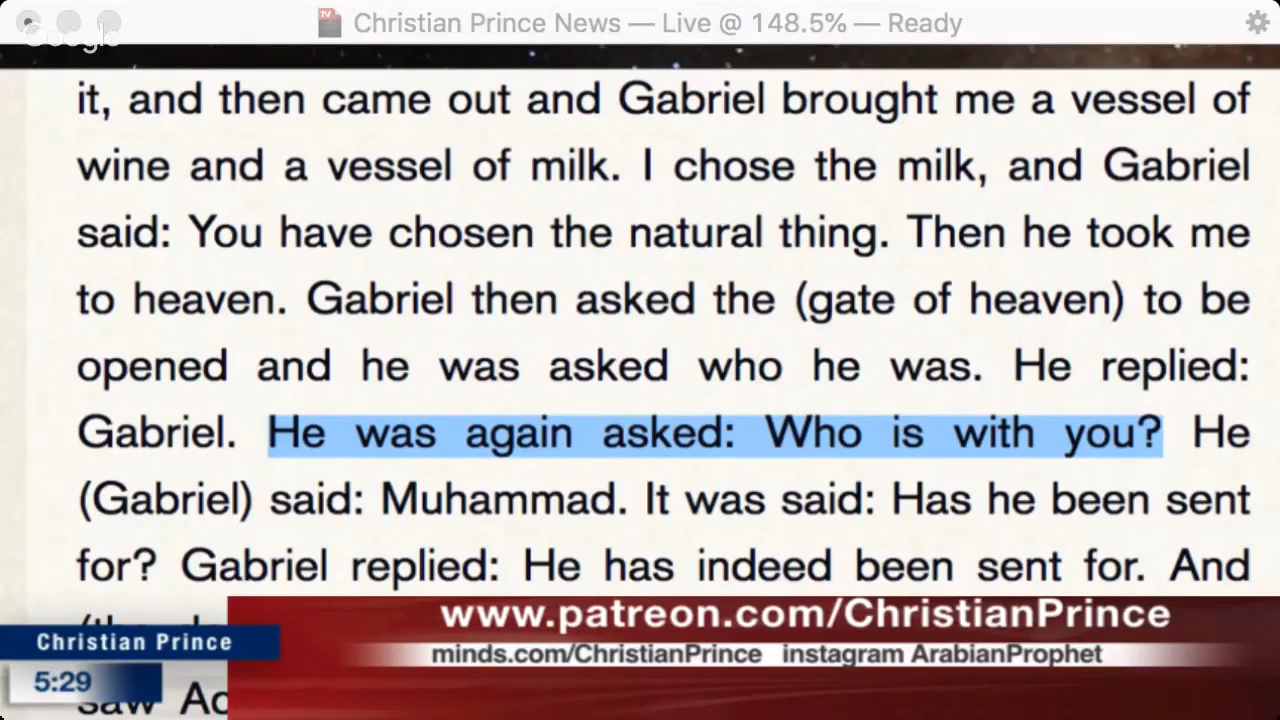 Christian Prince News — Live @ 148.5% — Ready
Google
it, and then came out and Gabriel brought me a vessel of
wine and a vessel of milk. I chose the milk, and Gabriel
said: You have chosen the natural thing. Then he took me
to heaven. Gabriel then asked the (gate of heaven) to be
opened and he was asked who he was. He replied:
Gabriel. He was again asked: Who is with you? He
(Gabriel) said: Muhammad. It was said: Has he been sent
for? Gabriel replied: He has indeed been sent for. And
saw
www.patreon.com/ChristianPrince
Christian Prince
minds.com/ChristianPrince instagram ArabianProphet
5:29